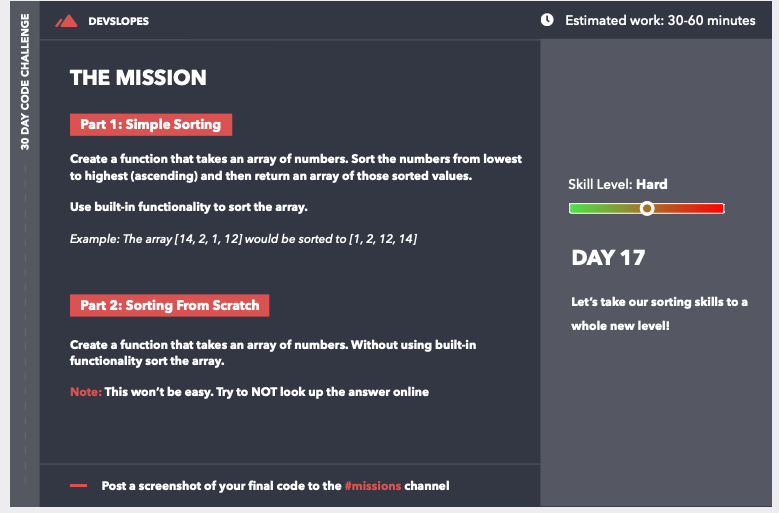 30 DAY CODE CHALLENGE
DEVSLOPES
Estimated work: 30-60 minutes
THE MISSION
Part 1: Simple Sorting
Create a function that takes an array of numbers. Sort the numbers from lowest
to highest (ascending) and then return an array of those sorted values.
Use built-in functionality to sort the array.
Example: The array [14, 2, 1, 12] would be sorted to [1, 2, 12, 14]
Part 2: Sorting From Scratch
Create a function that takes an array of numbers. Without using built-in
functionality sort the array.
Note: This won't be easy. Try to NOT look up the answer online
Post a screenshot of your final code to the #missions channel
Skill Level: Hard
DAY 17
Let's take our sorting skills to a
whole new level!